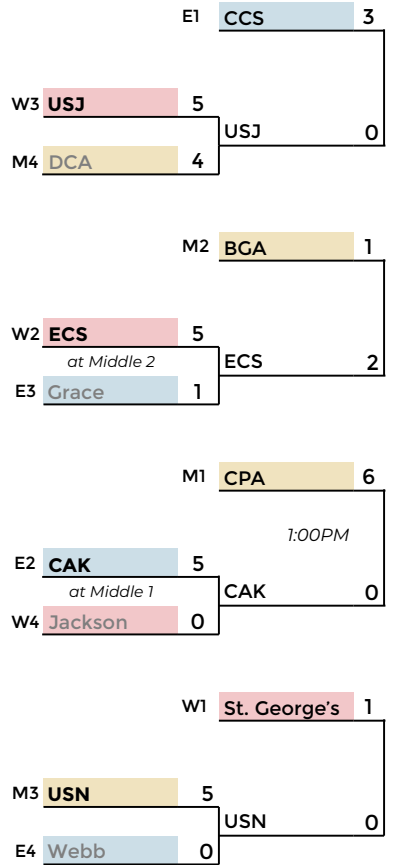 E1 CCS 3
W3 USJ 5
USJ 0
M4 DCA 4
M2 BGA 1
W2 ECS 5
at Middle 2
ECS 2
E3 Grace 1
M1 CPA 6
1:00PM
E2 CAK 5
at Middle 1
CAK 0
W4 Jackson 0
W1 St. George's 1
M3 USN 5
USN 0
E4 Webb 0